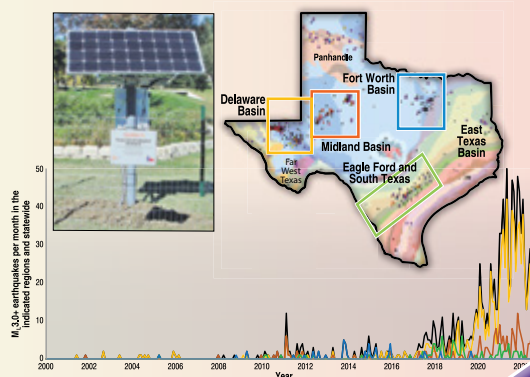 Panhandle
Fort Worth
Basin
Delaware
Basin
Midland Basin
East
Texas
Basin
Far
West
Texas
Eagle Ford and
South Texas
M 3.0+ earthquakes per month in the
indicated regions and statewide
50
40
30
20
10
0
2000
2002
2004
2006
2008
2010
2012
2014
2016
2018
2020
Year